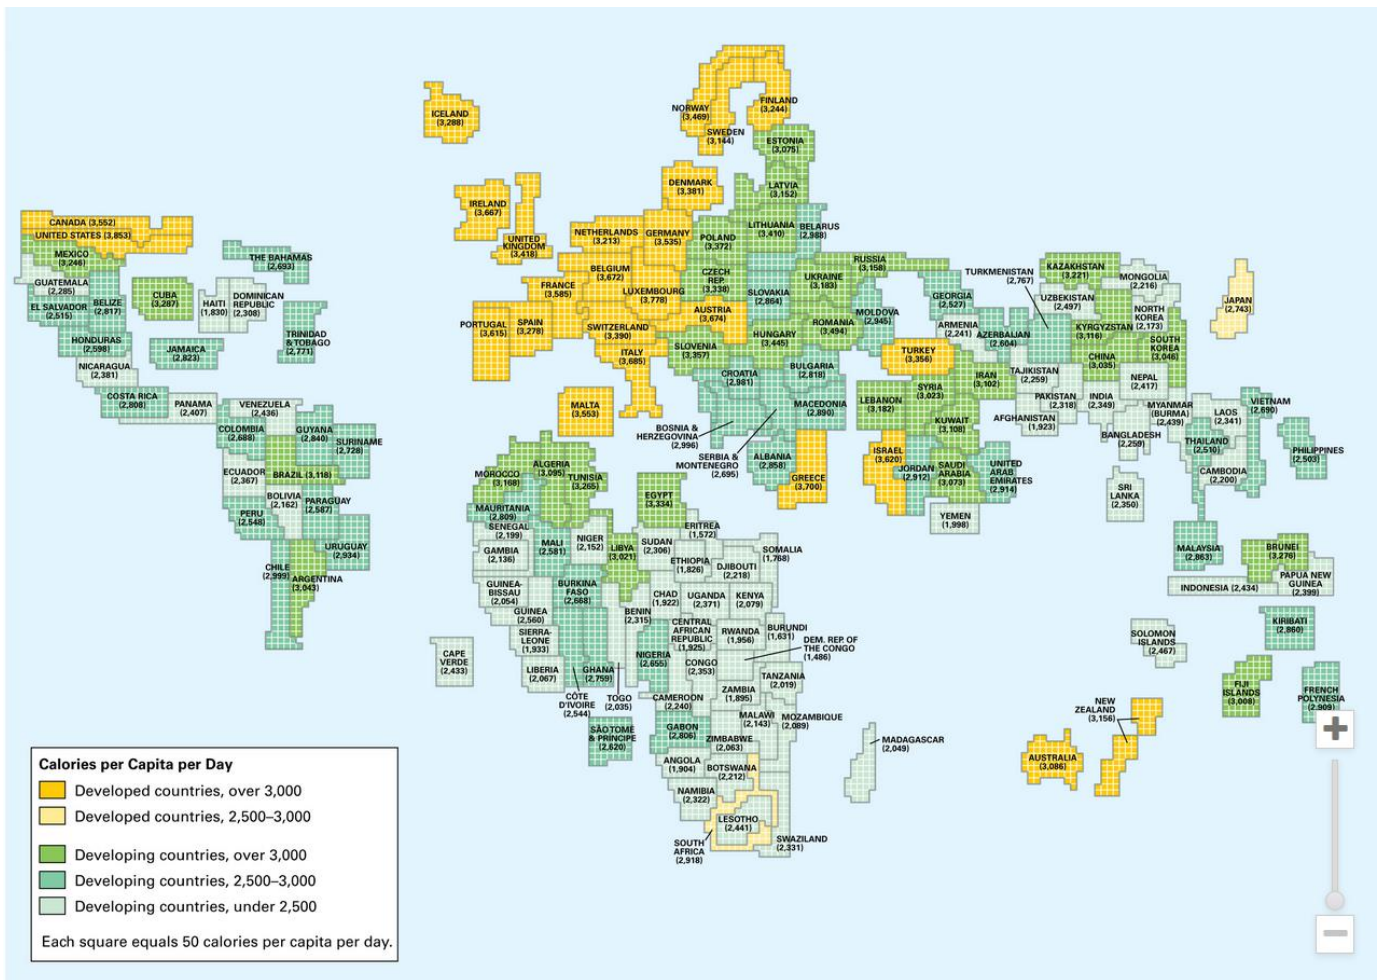 ICELAND
(3,288)
NORWAY
(3,469)
SWEDEN
(3,144)
FINLAND
(3,244)
ESTONIA
(3,075)
LATVIA
(3,152)
LITHUANIA
(3,410)
BELARUS
(2,988)
DENMARK
(3,381)
IRELAND
(3,667)
UNITED
KINGDOM
(3,418)
NETHERLANDS
(3,213)
GERMANY
(3,535)
POLAND
(3,372)
BELGIUM
(3,672)
CZECH
REP.
(3,338)
FRANCE
(3,585)
LUXEMBOURG
(3,778)
SLOVAKIA
(2,864)
UKRAINE
(3,183)
RUSSIA
(3,158)
PORTUGAL
(3,615)
SPAIN
(3,278)
SWITZERLAND
(3,390)
AUSTRIA
(3,674)
HUNGARY
(3,445)
ROMANIA
(3,494)
MOLDOVA
(2,945)
ITALY
(3,685)
SLOVENIA
(3,357)
CROATIA
(2,981)
BULGARIA
(2,818)
MALTA
(3,553)
MACEDONIA
(2,890)
BOSNIA &
HERZEGOVINA
(2,996)
SERBIA &
MONTENEGRO
(2,695)
ALBANIA
(2,858)
GREECE
(3,700)
CANADA (3,552)
UNITED STATES (3,853)
MEXICO
(3,246)
GUATEMALA
(2,285)
EL SALVADOR
(2,515)
BELIZE
(2,817)
HONDURAS
(2,598)
NICARAGUA
(2,381)
COSTA RICA
(2,808)
PANAMA
(2,407)
THE BAHAMAS
(2,693)
CUBA
(3,287)
HAITI
(1,830)
DOMINICAN
REPUBLIC
(2,308)
JAMAICA
(2,823)
TRINIDAD
& TOBAGO
(2,771)
VENEZUELA
(2,436)
COLOMBIA
(2,688)
GUYANA
(2,840)
SURINAME
(2,728)
ECUADOR
(2,367)
BRAZIL (3,118)
BOLIVIA
(2,162)
PARAGUAY
(2,587)
PERU
(2,548)
URUGUAY
(2,934)
CHILE
(2,999)
ARGENTINA
(3,043)
TURKMENISTAN
(2,767)
KAZAKHSTAN
(3,221)
MONGOLIA
(2,216)
JAPAN
(2,743)
GEORGIA
(2,527)
UZBEKISTAN
(2,497)
NORTH
KOREA
(2,173)
ARMENIA
(2,241)
AZERBAIJAN
(2,604)
KYRGYZSTAN
(3,116)
SOUTH
KOREA
(3,046)
TURKEY
(3,356)
CHINA
(3,035)
IRAN
(3,102)
TAJIKISTAN
(2,259)
NEPAL
(2,417)
SYRIA
(3,023)
LEBANON
(3,182)
PAKISTAN
(2,318)
INDIA
(2,349)
MYANMAR
(BURMA)
(2,439)
LAOS
(2,341)
VIETNAM
(2,690)
KUWAIT
(3,108)
AFGHANISTAN
(1,923)
BANGLADESH
(2,259)
THAILAND
(2,510)
PHILIPPINES
(2,503)
ISRAEL
(3,620)
JORDAN
(2,912)
SAUDI
ARABIA
(3,073)
UNITED
ARAB
EMIRATES
(2,914)
SRI
LANKA
(2,350)
CAMBODIA
(2,200)
YEMEN
(1,998)
MALAYSIA
(2,863)
BRUNEI
(3,276)
INDONESIA (2,434)
PAPUA NEW
GUINEA
(2,399)
SOLOMON
ISLANDS
(2,467)
KIRIBATI
(2,860)
FIJI
ISLANDS
(3,008)
FRENCH
POLYNESIA
(2,909)
NEW
ZEALAND
(3,156)
AUSTRALIA
(3,086)
MOROCCO
(3,168)
ALGERIA
(3,095)
TUNISIA
(3,265)
EGYPT
(3,334)
MAURITANIA
(2,809)
SENEGAL
(2,199)
MALI
(2,581)
NIGER
(2,152)
LIBYA
(3,021)
SUDAN
(2,306)
ERITREA
(1,572)
GAMBIA
(2,136)
ETHIOPIA
(1,826)
DJIBOUTI
(2,218)
SOMALIA
(1,768)
GUINEA-
BISSAU
(2,054)
BURKINA
FASO
(2,668)
CHAD
(1,922)
UGANDA
(2,371)
KENYA
(2,079)
GUINEA
(2,560)
BENIN
(2,315)
CENTRAL
AFRICAN
REPUBLIC
(1,925)
RWANDA
(1,956)
BURUNDI
(1,631)
DEM. REP. OF
THE CONGO
(1,486)
SIERRA-
LEONE
(1,933)
CAPE
VERDE
(2,433)
LIBERIA
(2,067)
GHANA
(2,759)
NIGERIA
(2,655)
CONGO
(2,353)
TANZANIA
(2,019)
CÔTE
D'IVOIRE
(2,544)
TOGO
(2,035)
CAMEROON
(2,240)
ZAMBIA
(1,895)
MALAWI
(2,143)
MOZAMBIQUE
(2,089)
SÃO TOMÉ
& PRÍNCIPE
(2,620)
GABON
(2,806)
ZIMBABWE
(2,063)
MADAGASCAR
(2,049)
ANGOLA
(1,904)
BOTSWANA
(2,212)
NAMIBIA
(2,322)
LESOTHO
(2,441)
SOUTH
AFRICA
(2,918)
SWAZILAND
(2,331)
Calories per Capita per Day
Developed countries, over 3,000
Developed countries, 2,500–3,000
Developing countries, over 3,000
Developing countries, 2,500–3,000
Developing countries, under 2,500
Each square equals 50 calories per capita per day.